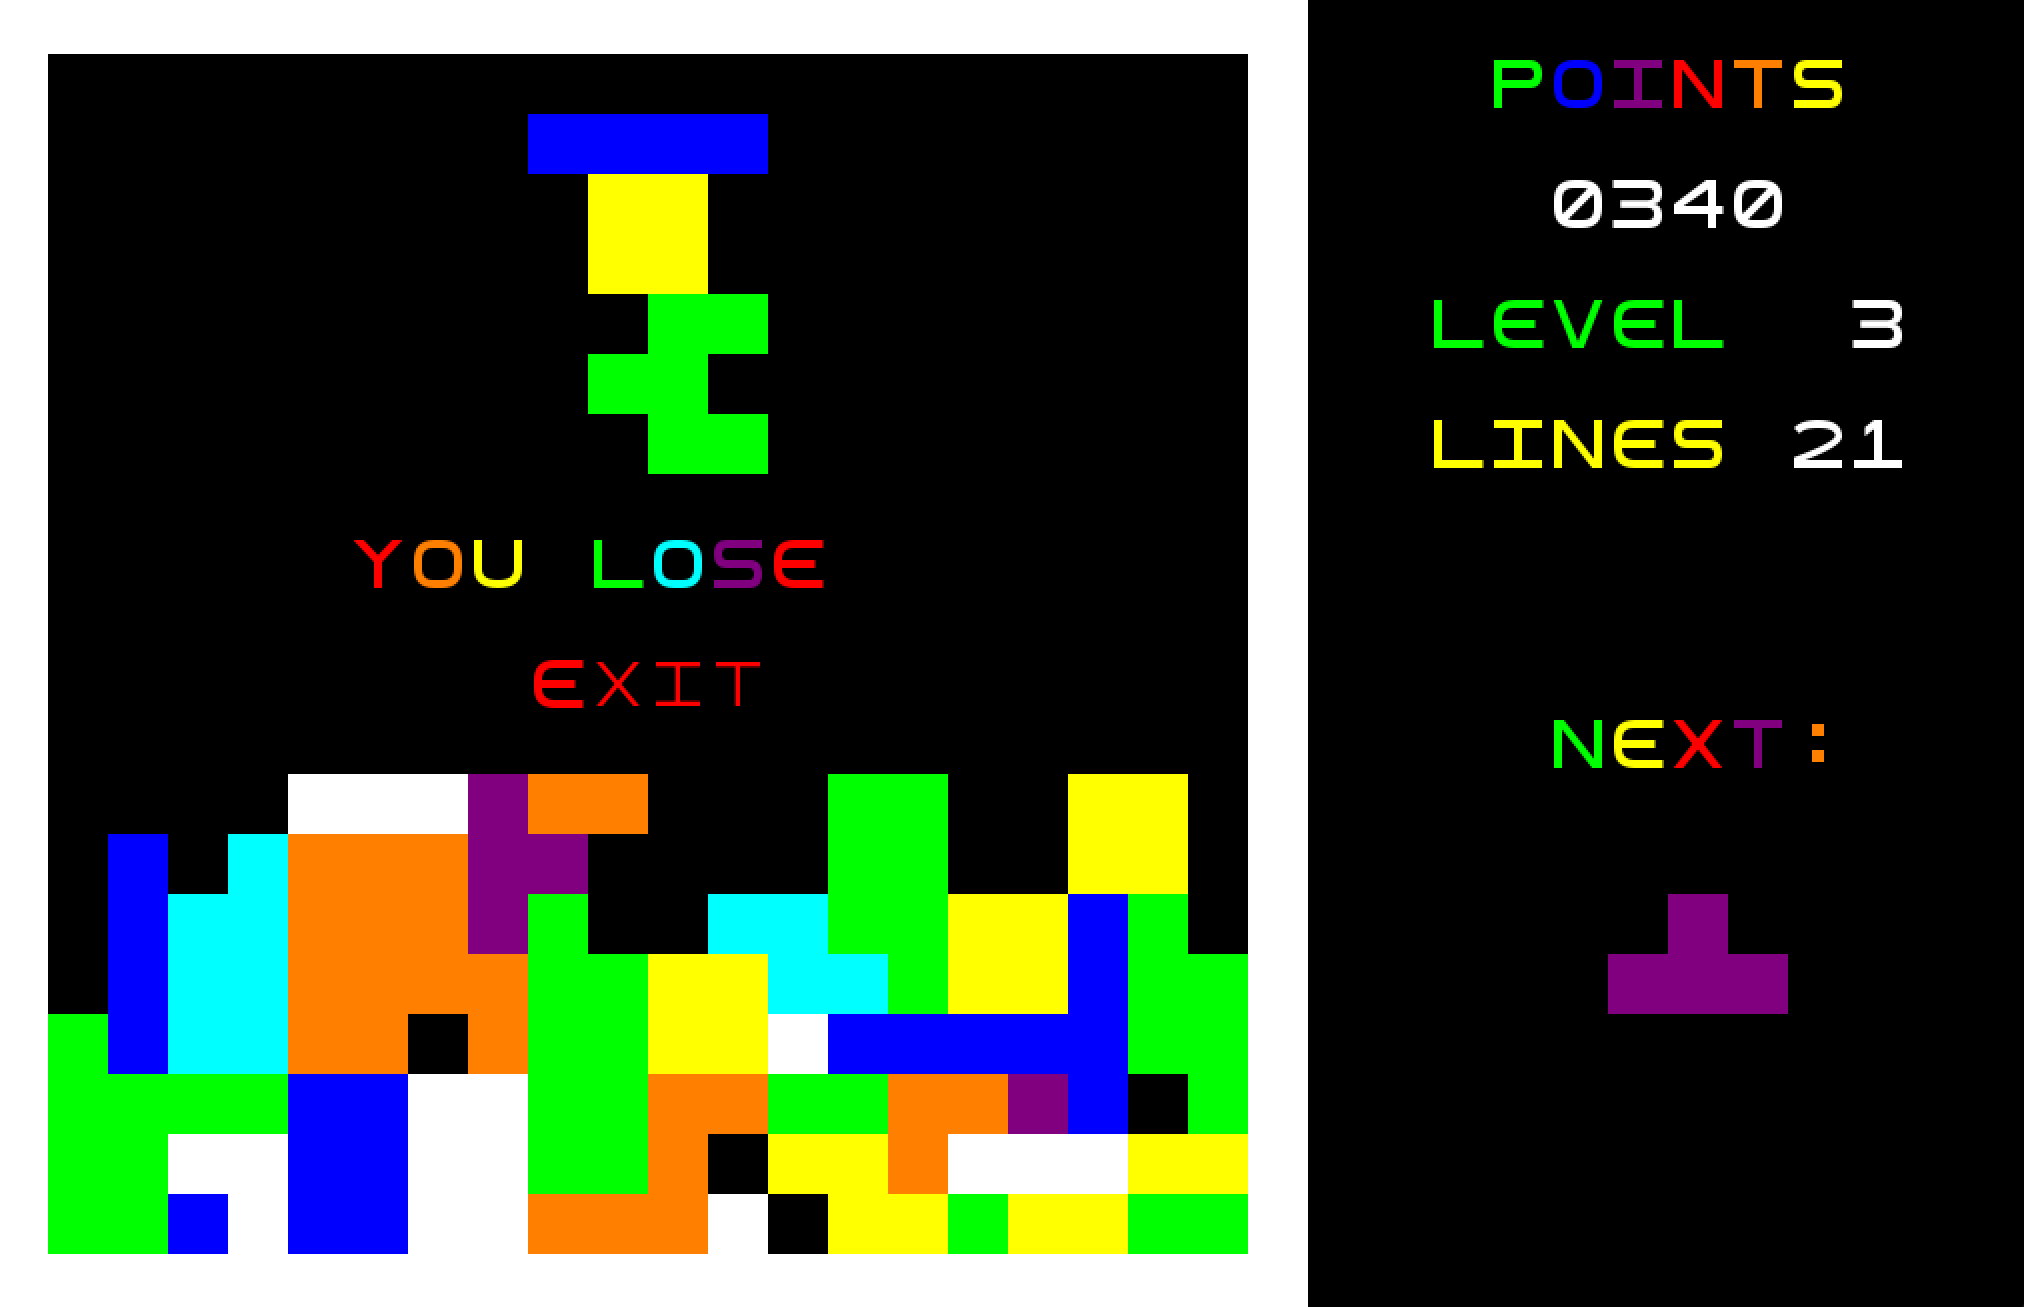 YOU LOSE
EXIT
POINTS
0340
LEVEL 3
LINES 21
NEXT: